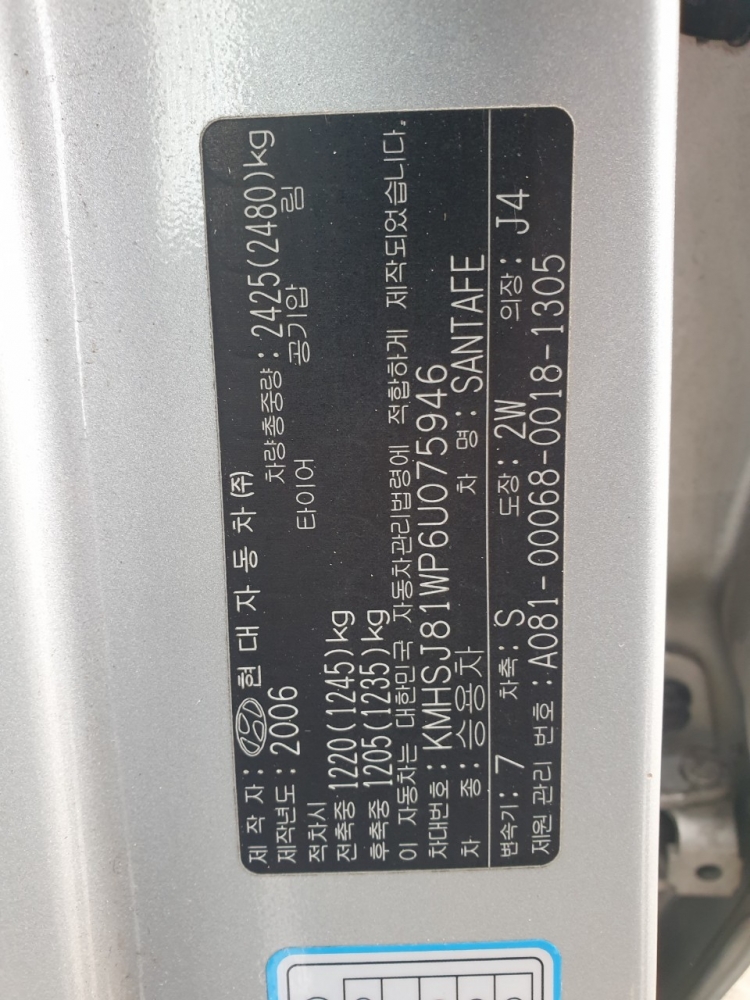 제 작 자 : 현 대 자 동 차 ㈜
제작년도 : 2006 차량총중량 : 2425(2480)kg
적차시 타이어 공기압 림
전축중 1220(1245)kg
후축중 1205(1235)kg
이 자동차는 대한민국 자동차관리법령에 적합하게 제작되었습니다.
차대번호 : KMHSJ81WP6U075946
차 종 : 승용차 차 명 : SANTAFE
변속기 : 7 차축 : S 도장 : 2W 의장 : J4
제원 관리 번호 : A081-00068-0018-1305